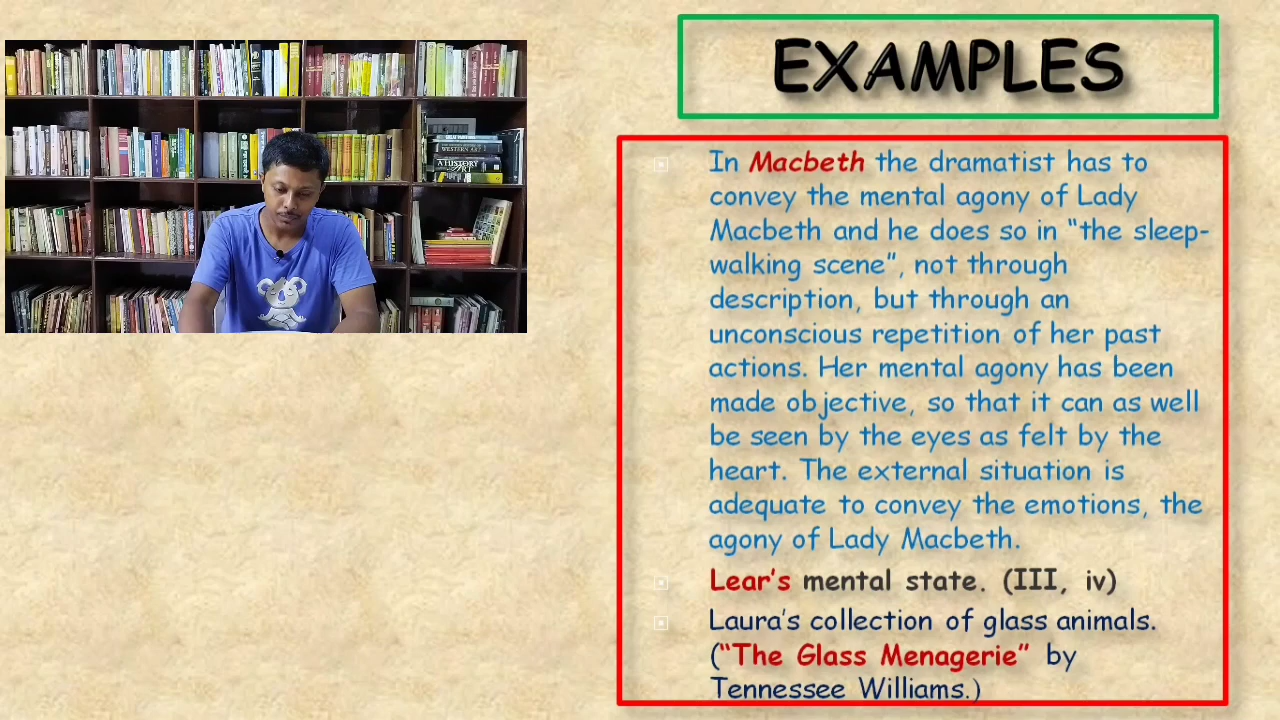 EXAMPLES
In Macbeth the dramatist has to
convey the mental agony of Lady
Macbeth and he does so in “the sleep-
walking scene”, not through
description, but through an
unconscious repetition of her past
actions. Her mental agony has been
made objective, so that it can as well
be seen by the eyes as felt by the
heart. The external situation is
adequate to convey the emotions, the
agony of Lady Macbeth.
Lear’s mental state. (III, iv)
Laura’s collection of glass animals.
(“The Glass Menagerie” by
Tennessee Williams.)
WESTERN ART
A HISTORY
ART